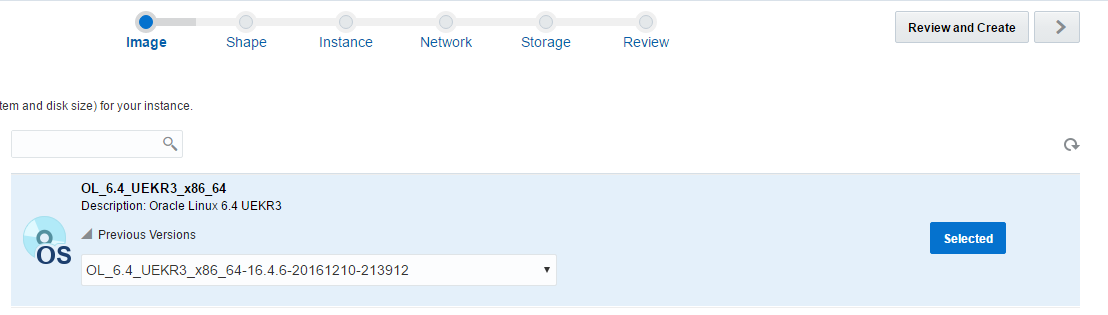 Image Shape Instance Network Storage Review
Review and Create
tem and disk size) for your instance.
OL_6.4_UEKR3_x86_64
Description: Oracle Linux 6.4 UEKR3
OS
Previous Versions
Selected
OL_6.4_UEKR3_x86_64-16.4.6-20161210-213912